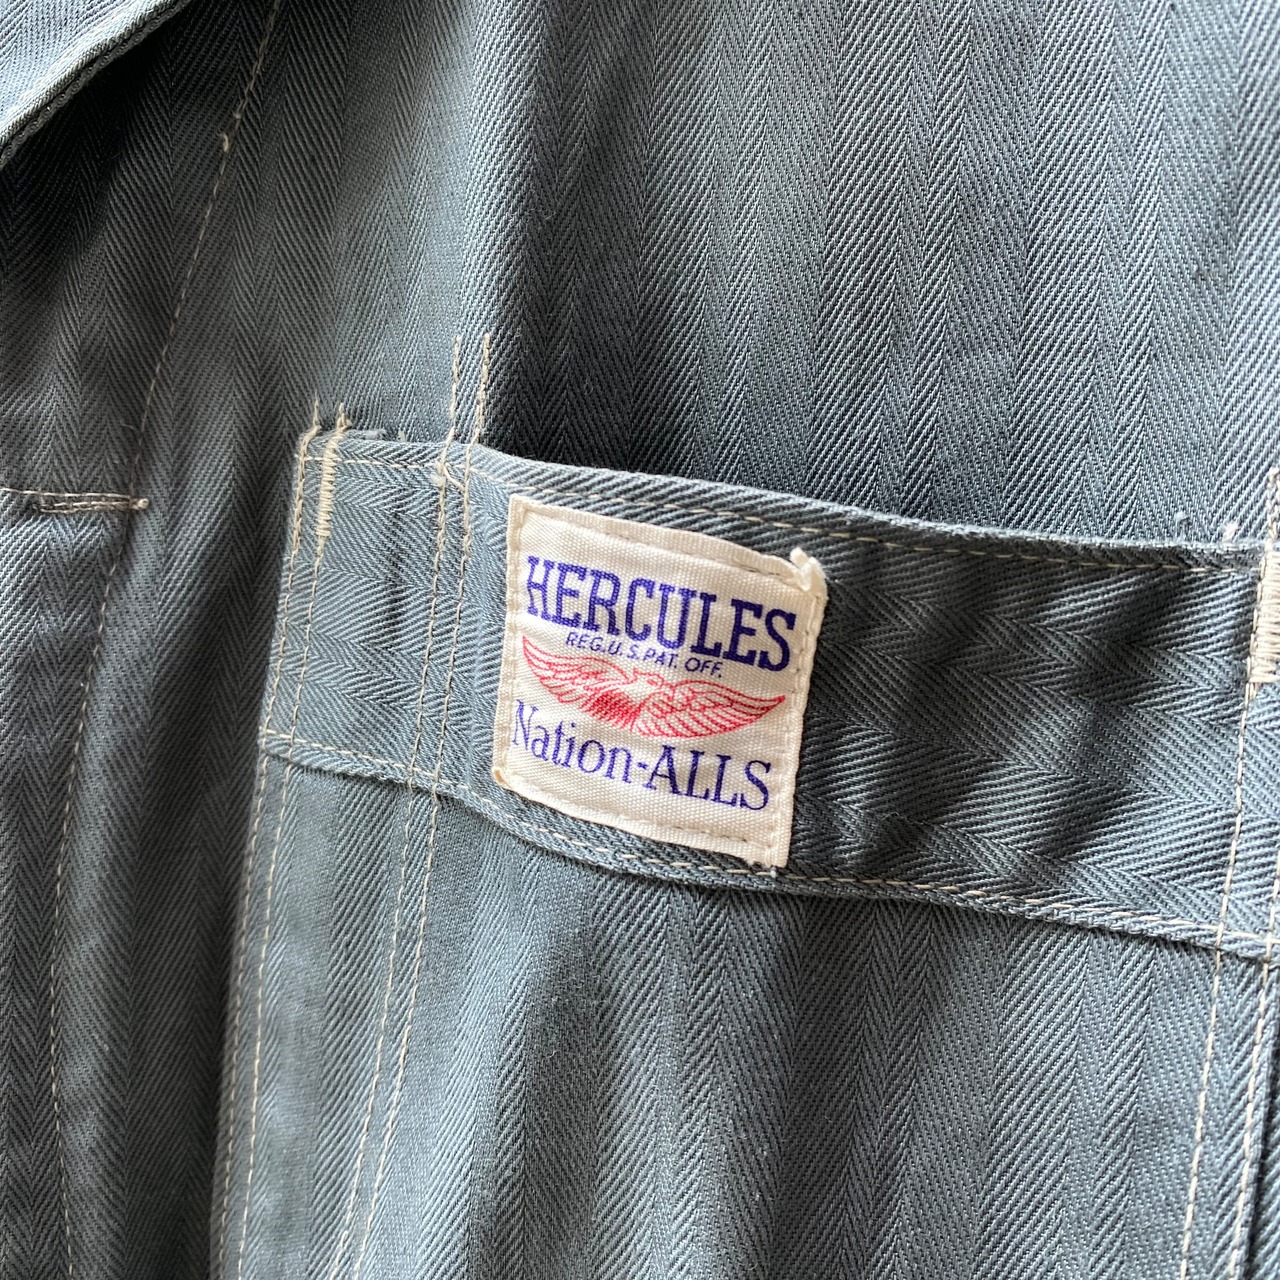 HERCULES
REG.U.S.PAT. OFF.
Nation-ALLS